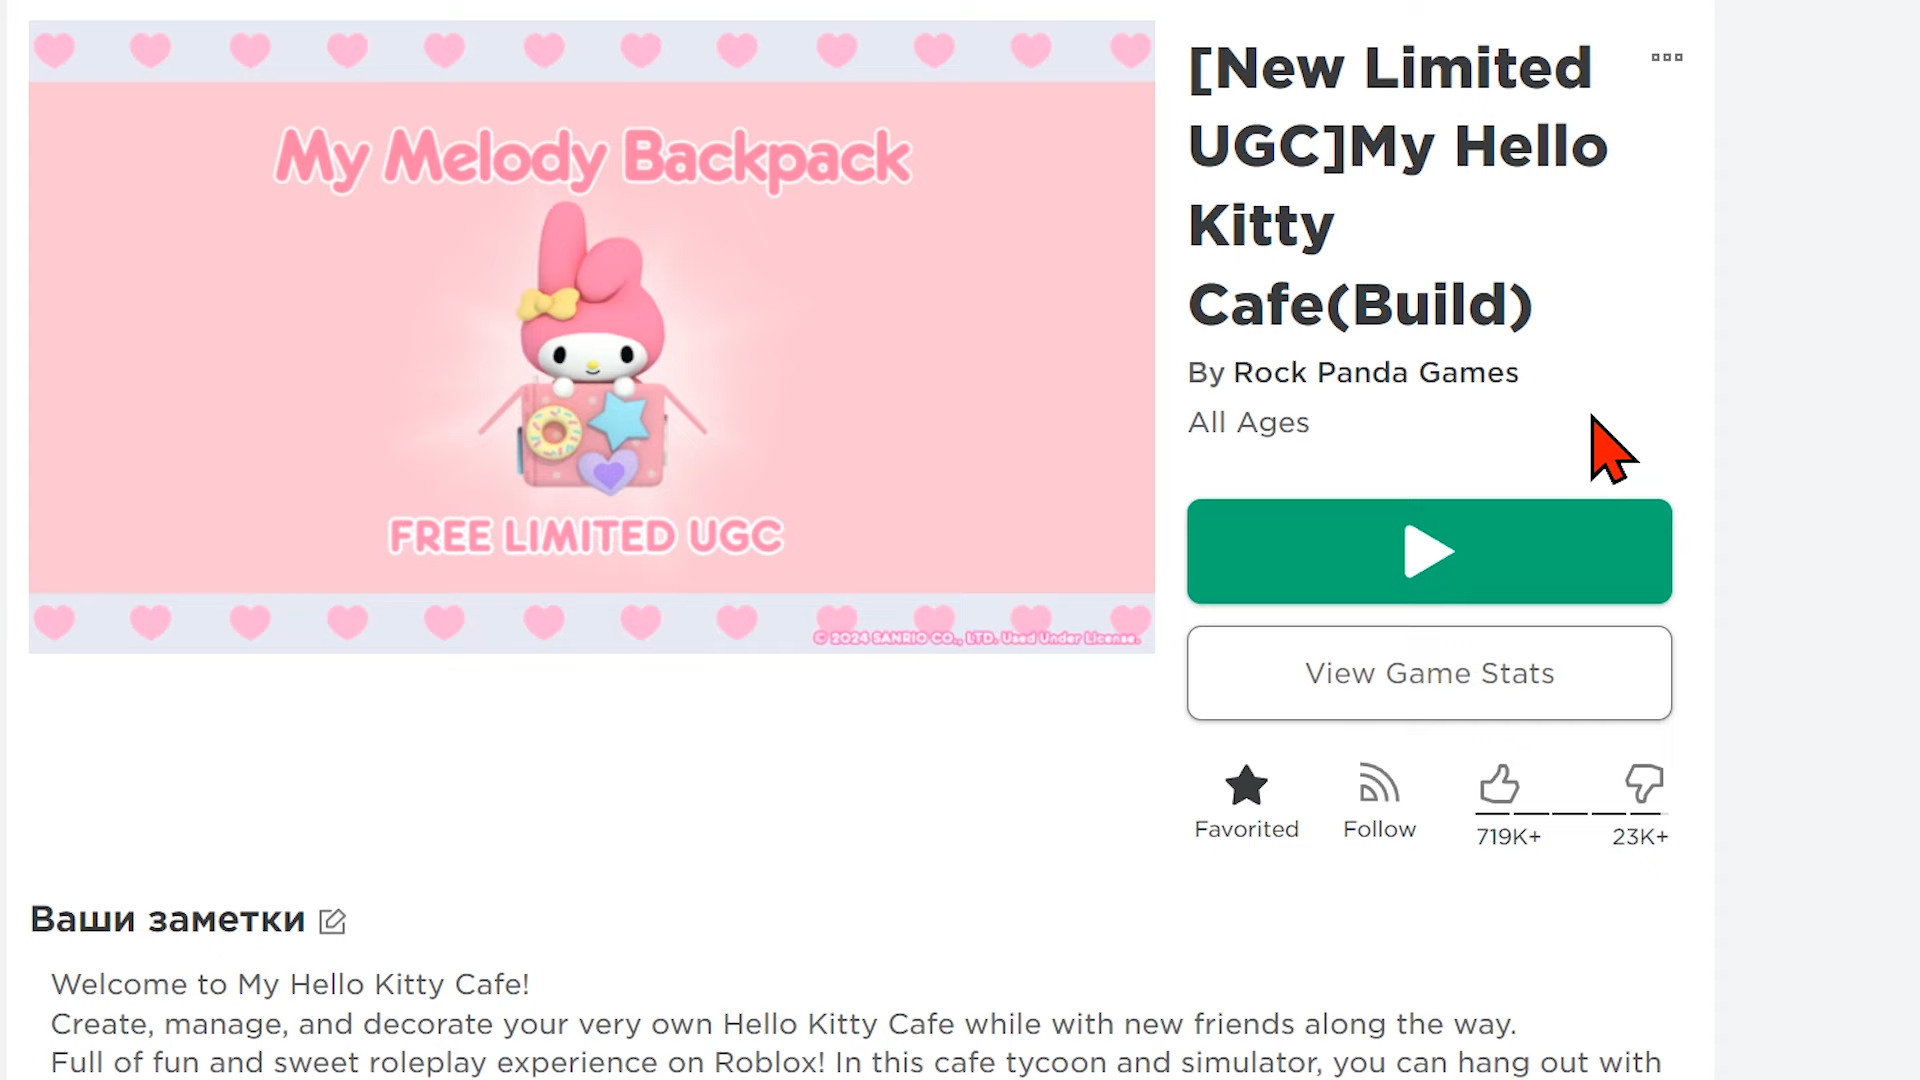 My Melody Backpack
FREE LIMITED UGC
© 2024 SANRIO CO., LTD. Used Under License.
[New Limited
UGC]My Hello
Kitty
Cafe(Build)
By Rock Panda Games
All Ages
View Game Stats
Favorited
Follow
719K+
23K+
Ваши заметки
Welcome to My Hello Kitty Cafe!
Create, manage, and decorate your very own Hello Kitty Cafe while with new friends along the way.
Full of fun and sweet roleplay experience on Roblox! In this cafe tycoon and simulator, you can hang out with